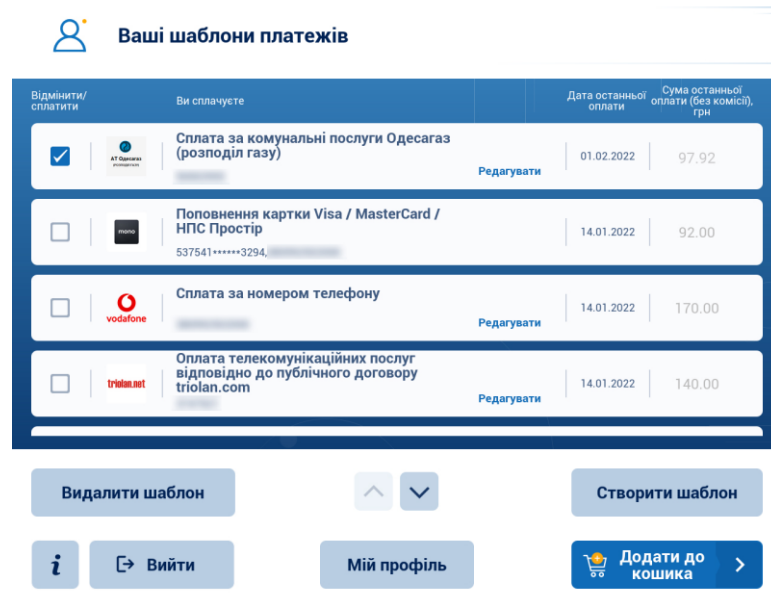 Ваші шаблони платежів
Відмінити/
сплатити
Ви сплачуєте
Дата останньої
оплати
Сума останньої
оплати (без комісії),
грн
АТ Одесагаз
Сплата за комунальні послуги Одесагаз
(розподіл газу)
Редагувати
01.02.2022
97.92
mono
Поповнення картки Visa / MasterCard /
НПС Простір
537541******3294,
14.01.2022
92.00
vodafone
Сплата за номером телефону
Редагувати
14.01.2022
170.00
triolan.net
Оплата телекомунікаційних послуг
відповідно до публічного договору
triolan.com
Редагувати
14.01.2022
140.00
Видалити шаблон
Створити шаблон
i
Вийти
Мій профіль
Додати до
кошика